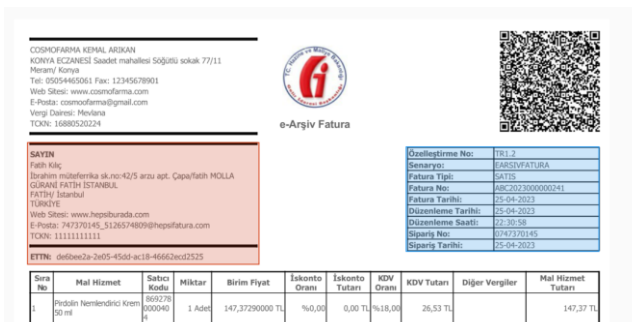 COSMOFARMA KEMAL ARIKAN
KONYA ECZANESİ Saadet mahallesi Söğütlü sokak 77/11
Meram/ Konya
Tel: 05054465061 Fax: 12345678901
Web Sitesi: www.cosmofarma.com
E-Posta: cosmoofarma@gmail.com
Vergi Dairesi: Mevlana
TCKN: 16880520224
e-Arşiv Fatura
SAYIN
Fatih Kılıç
İbrahim müteferrika sk.no:42/5 arzu apt. Çapa/fatih MOLLA
GÜRANİ FATİH İSTANBUL
FATİH/ İstanbul
TÜRKİYE
Web Sitesi: www.hepsiburada.com
E-Posta: 747370145_5126574809@hepsifatura.com
TCKN: 11111111111
ETTN: de6bee2a-2e05-45dd-ac18-46662ecd2525
Özelleştirme No: TR1.2
Senaryo: EARSIVFATURA
Fatura Tipi: SATIS
Fatura No: ABC2023000000241
Fatura Tarihi: 25-04-2023
Düzenleme Tarihi: 25-04-2023
Düzenleme Saati: 22:30:58
Sipariş No: 0747370145
Sipariş Tarihi: 25-04-2023
Sıra No Mal Hizmet Satıcı Kodu Miktar Birim Fiyat İskonto Oranı İskonto Tutarı KDV Oranı KDV Tutarı Diğer Vergiler Mal Hizmet Tutarı
1 Pirdolin Nemlendirici Krem 50 ml 869278 000040 4 1 Adet 147,37290000 TL %0,00 0,00 TL %18,00 26,53 TL 147,37 TL